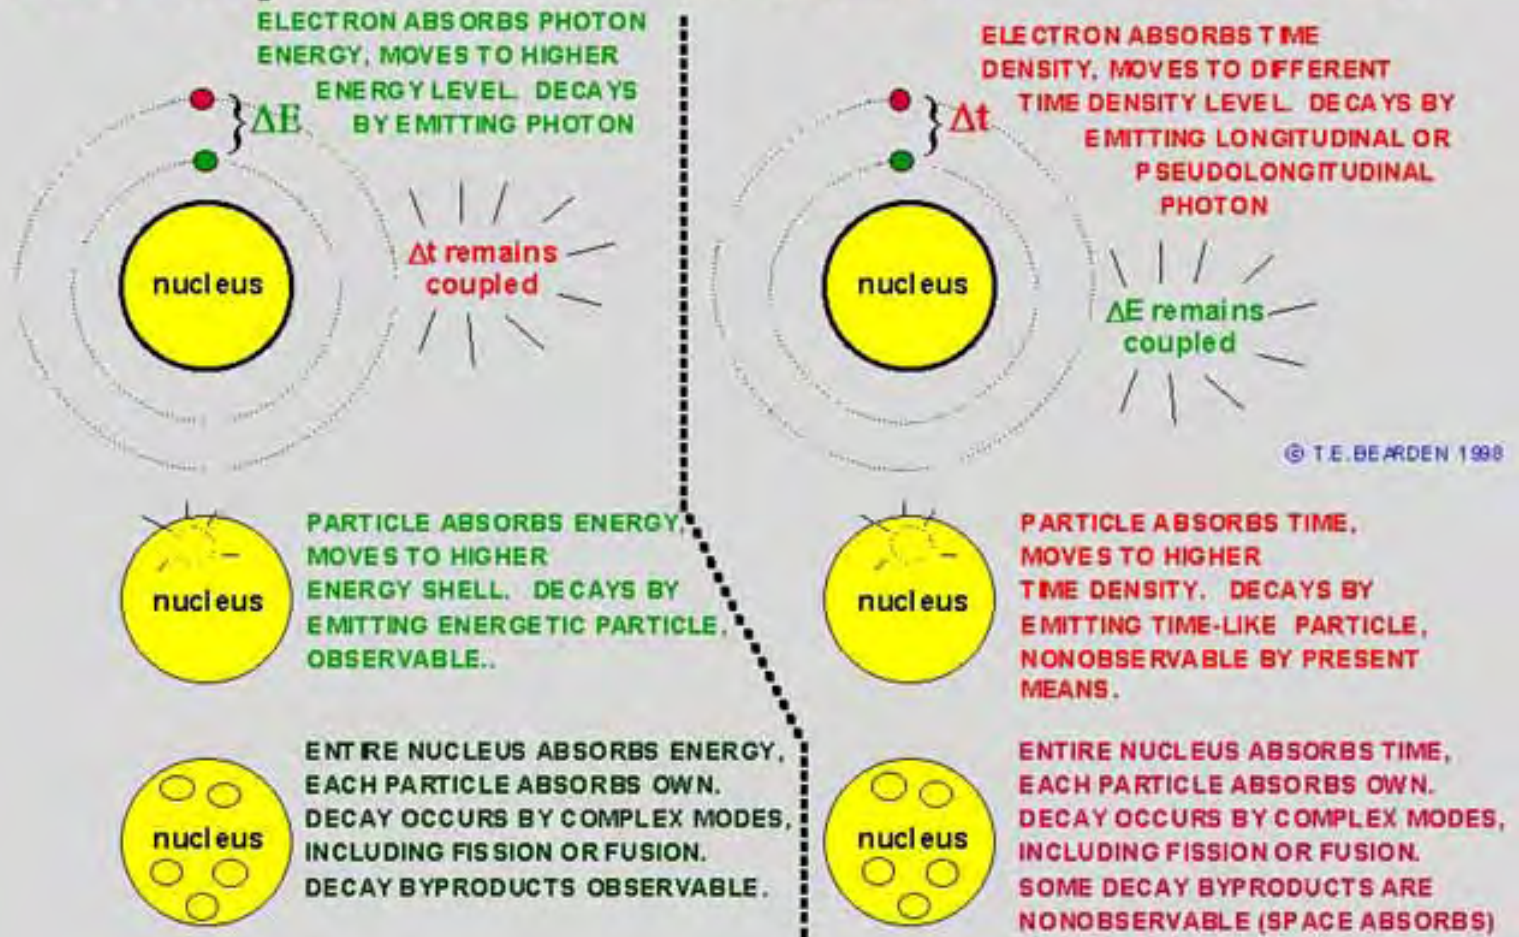 ELECTRON ABSORBS PHOTON
ENERGY, MOVES TO HIGHER
ENERGY LEVEL. DECAYS
BY EMITTING PHOTON
ΔE
nucleus
Δt remains
coupled
ELECTRON ABSORBS TIME
DENSITY, MOVES TO DIFFERENT
TIME DENSITY LEVEL. DECAYS BY
EMITTING LONGITUDINAL OR
PSEUDOLONGITUDINAL
PHOTON
Δt
nucleus
ΔE remains
coupled
© T.E. BEARDEN 1998
nucleus
PARTICLE ABSORBS ENERGY,
MOVES TO HIGHER
ENERGY SHELL. DECAYS BY
EMITTING ENERGETIC PARTICLE,
OBSERVABLE..
nucleus
PARTICLE ABSORBS TIME,
MOVES TO HIGHER
TIME DENSITY. DECAYS BY
EMITTING TIME-LIKE PARTICLE,
NONOBSERVABLE BY PRESENT
MEANS.
nucleus
ENTIRE NUCLEUS ABSORBS ENERGY,
EACH PARTICLE ABSORBS OWN.
DECAY OCCURS BY COMPLEX MODES,
INCLUDING FISSION OR FUSION.
DECAY BYPRODUCTS OBSERVABLE.
nucleus
ENTIRE NUCLEUS ABSORBS TIME,
EACH PARTICLE ABSORBS OWN.
DECAY OCCURS BY COMPLEX MODES,
INCLUDING FISSION OR FUSION.
SOME DECAY BYPRODUCTS ARE
NONOBSERVABLE (SPACE ABSORBS)